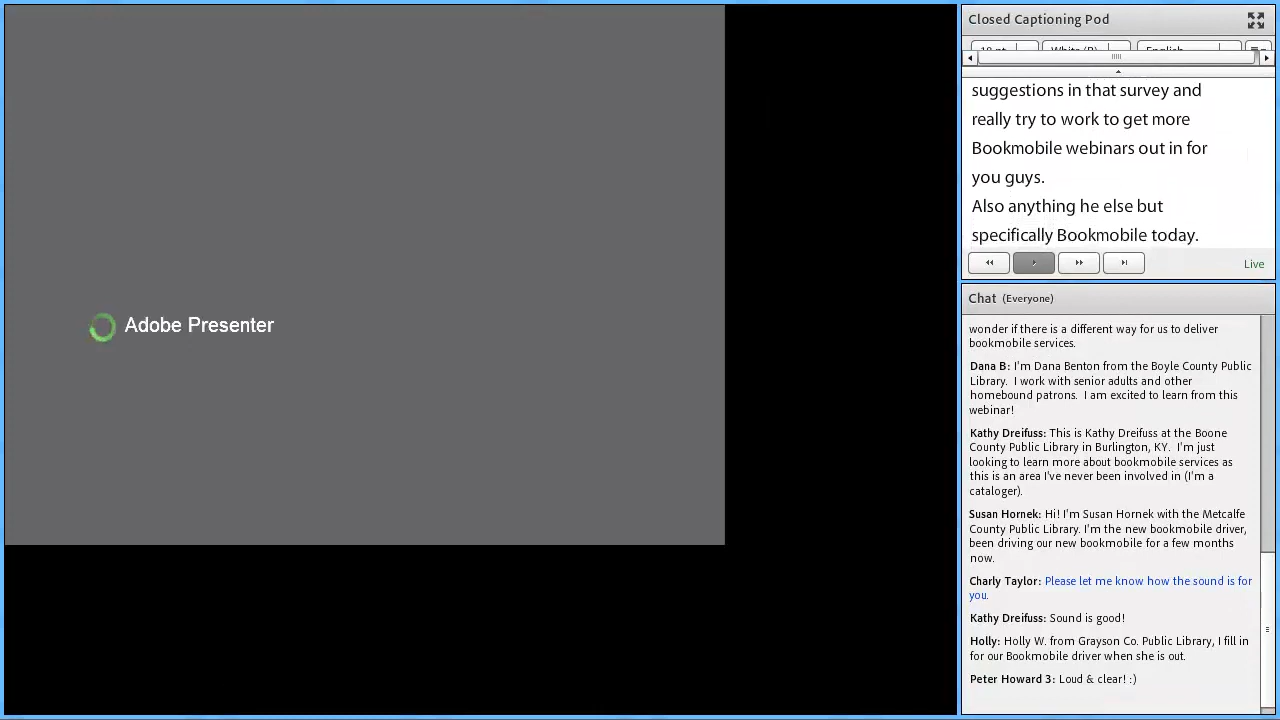 Adobe Presenter
Closed Captioning Pod
suggestions in that survey and
really try to work to get more
Bookmobile webinars out in for
you guys.
Also anything he else but
specifically Bookmobile today.
Live
Chat (Everyone)
wonder if there is a different way for us to deliver
bookmobile services.
Dana B: I'm Dana Benton from the Boyle County Public
Library. I work with senior adults and other
homebound patrons. I am excited to learn from this
webinar!
Kathy Dreifuss: This is Kathy Dreifuss at the Boone
County Public Library in Burlington, KY. I'm just
looking to learn more about bookmobile services as
this is an area I've never been involved in (I'm a
cataloger).
Susan Hornek: Hi! I'm Susan Hornek with the Metcalfe
County Public Library. I'm the new bookmobile driver,
been driving our new bookmobile for a few months
now.
Charly Taylor: Please let me know how the sound is for
you.
Kathy Dreifuss: Sound is good!
Holly: Holly W. from Grayson Co. Public Library, I fill in
for our Bookmobile driver when she is out.
Peter Howard 3: Loud & clear! :)